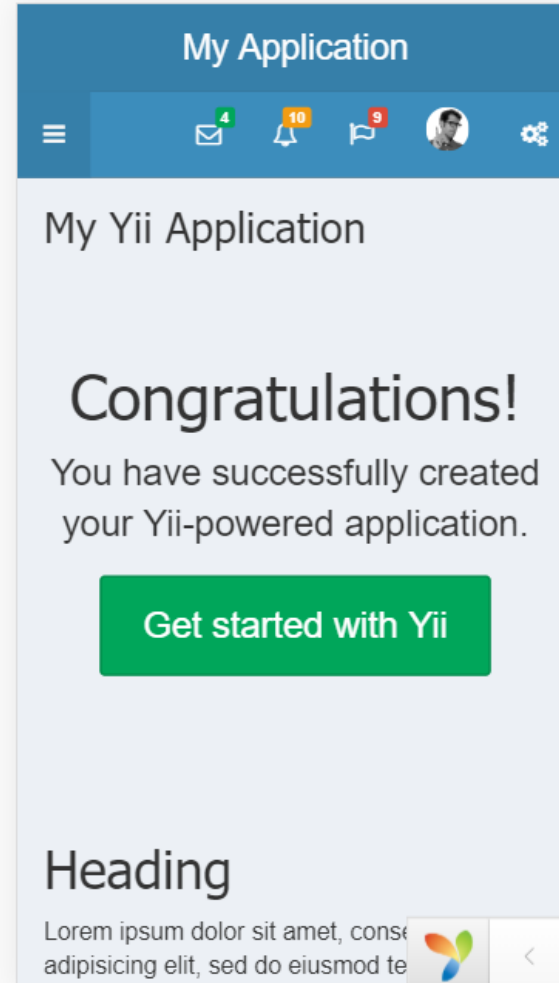 My Application
4 10 9
My Yii Application
Congratulations!
You have successfully created
your Yii-powered application.
Get started with Yii
Heading
Lorem ipsum dolor sit amet, conse
adipisicing elit, sed do eiusmod te